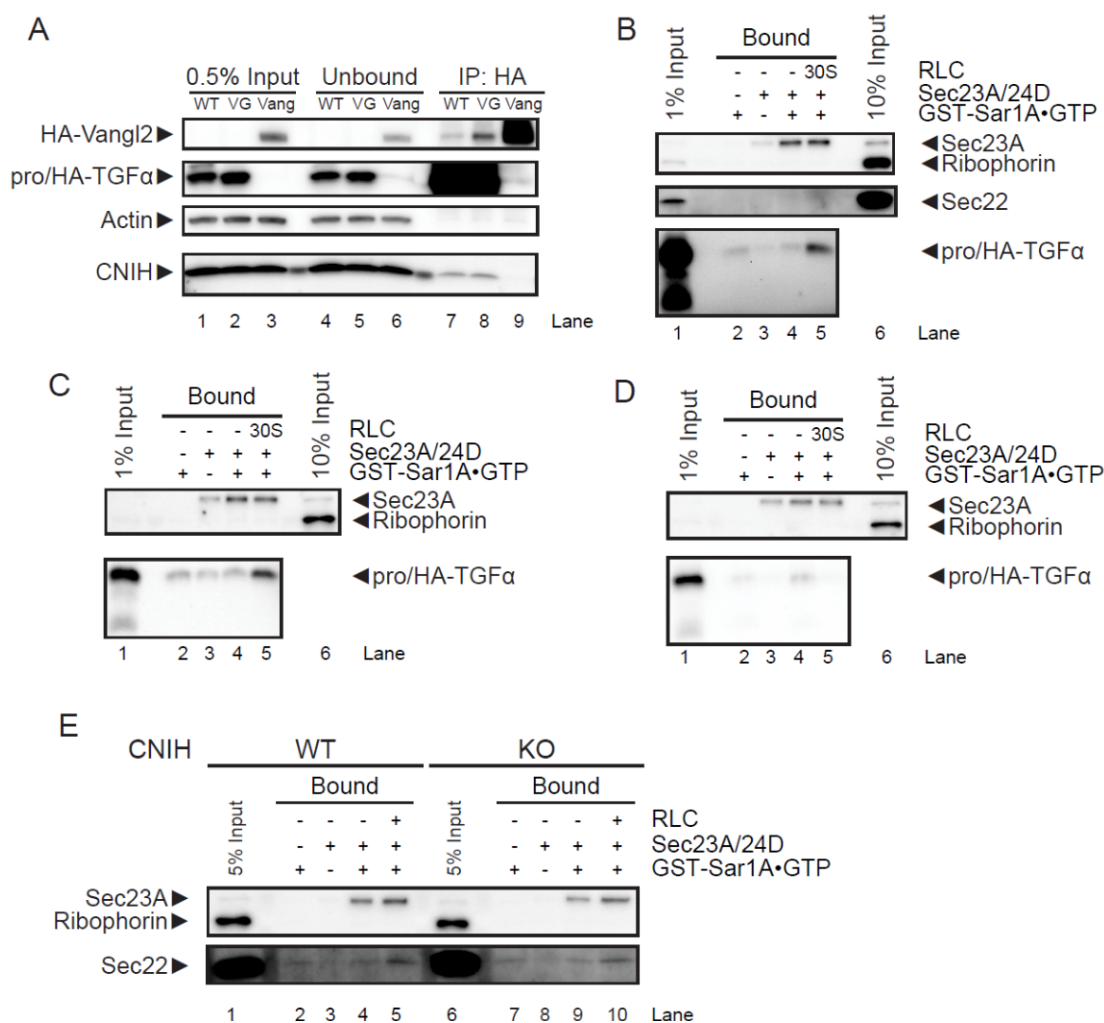 A
0.5% Input Unbound IP: HA
WT VG Vang WT VG Vang WT VG Vang
HA-Vangl2►
pro/HA-TGFα►
Actin►
CNIH►
1 2 3 4 5 6 7 8 9 Lane
B
1% Input
Bound
10% Input
- - - 30S RLC
- + + + Sec23A/24D
+ - + + GST-Sar1A•GTP
◄Sec23A
◄Ribophorin
◄Sec22
◄pro/HA-TGFα
1 2 3 4 5 6 Lane
C
1% Input
Bound
10% Input
- - - 30S RLC
- + + + Sec23A/24D
+ - + + GST-Sar1A•GTP
◄Sec23A
◄Ribophorin
◄pro/HA-TGFα
1 2 3 4 5 6 Lane
D
1% Input
Bound
10% Input
- - - 30S RLC
- + + + Sec23A/24D
+ - + + GST-Sar1A•GTP
◄Sec23A
◄Ribophorin
◄pro/HA-TGFα
1 2 3 4 5 6 Lane
E
CNIH WT KO
5% Input
Bound
5% Input
Bound
- - - + - - - + RLC
- + + + - + + + Sec23A/24D
+ - + + + - + + GST-Sar1A•GTP
Sec23A►
Ribophorin►
Sec22►
1 2 3 4 5 6 7 8 9 10 Lane